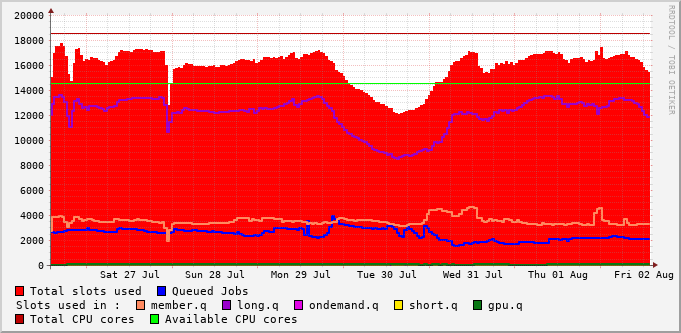 20000
18000
16000
14000
12000
10000
8000
6000
4000
2000
0
Sat 27 Jul Sun 28 Jul Mon 29 Jul Tue 30 Jul Wed 31 Jul Thu 01 Aug Fri 02 Aug
RRDTOOL / TOBI OETIKER
Total slots used Queued Jobs
Slots used in : member.q long.q ondemand.q short.q gpu.q
Total CPU cores Available CPU cores